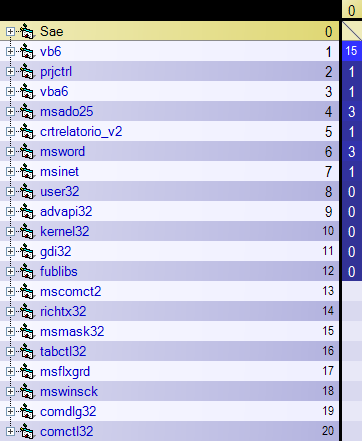 0
Sae 0
vb6 1 15
prjctrl 2 1
vba6 3 1
msado25 4 3
crtrelatorio_v2 5 1
msword 6 3
msinet 7 1
user32 8 0
advapi32 9 0
kernel32 10 0
gdi32 11 0
fublibs 12 0
mscomct2 13
richtx32 14
msmask32 15
tabctl32 16
msflxgrd 17
mswinsck 18
comdlg32 19
comctl32 20